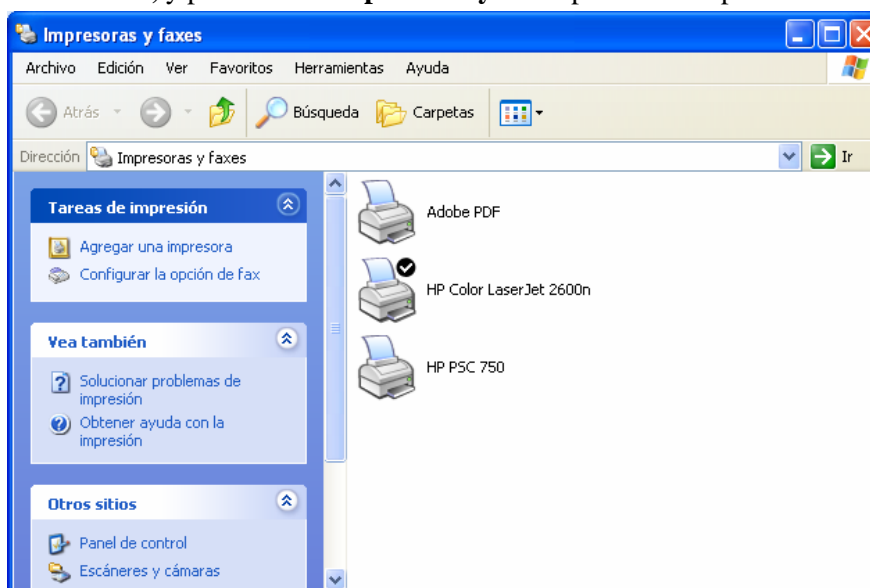 Impresoras y faxes
Archivo Edición Ver Favoritos Herramientas Ayuda
Atrás Búsqueda Carpetas
Dirección Impresoras y faxes Ir
Tareas de impresión
Agregar una impresora
Configurar la opción de fax
Vea también
Solucionar problemas de
impresión
Obtener ayuda con la
impresión
Otros sitios
Panel de control
Escáneres y cámaras
Adobe PDF
HP Color LaserJet 2600n
HP PSC 750